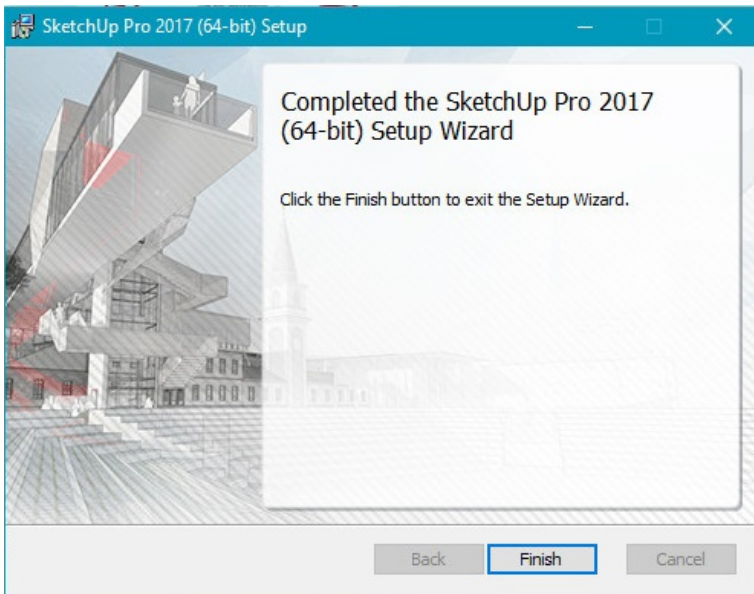 SketchUp Pro 2017 (64-bit) Setup
Completed the SketchUp Pro 2017
(64-bit) Setup Wizard
Click the Finish button to exit the Setup Wizard.
Back
Finish
Cancel